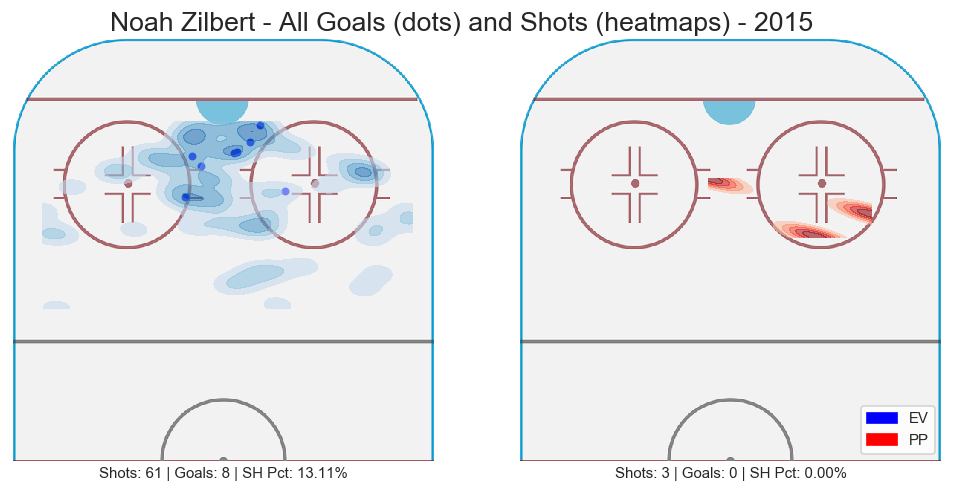 Noah Zilbert - All Goals (dots) and Shots (heatmaps) - 2015
EV
PP
Shots: 61 | Goals: 8 | SH Pct: 13.11%
Shots: 3 | Goals: 0 | SH Pct: 0.00%